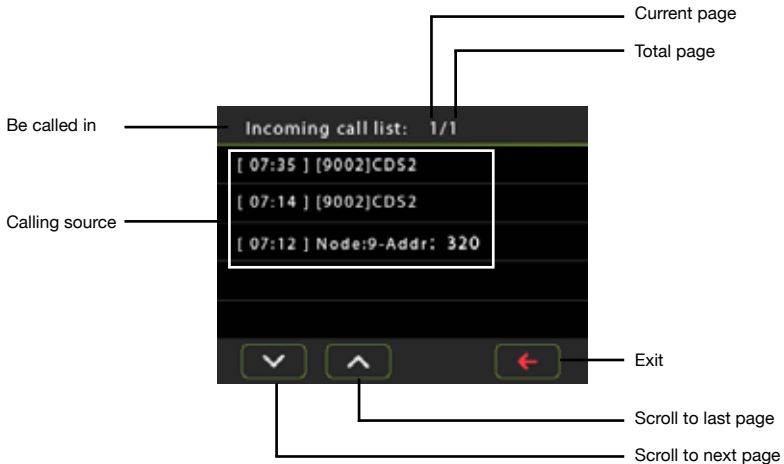 Current page
Total page
Be called in
Incoming call list: 1/1
[ 07:35 ] [9002]CDS2
[ 07:14 ] [9002]CDS2
Calling source
[ 07:12 ] Node:9-Addr: 320
Exit
Scroll to last page
Scroll to next page